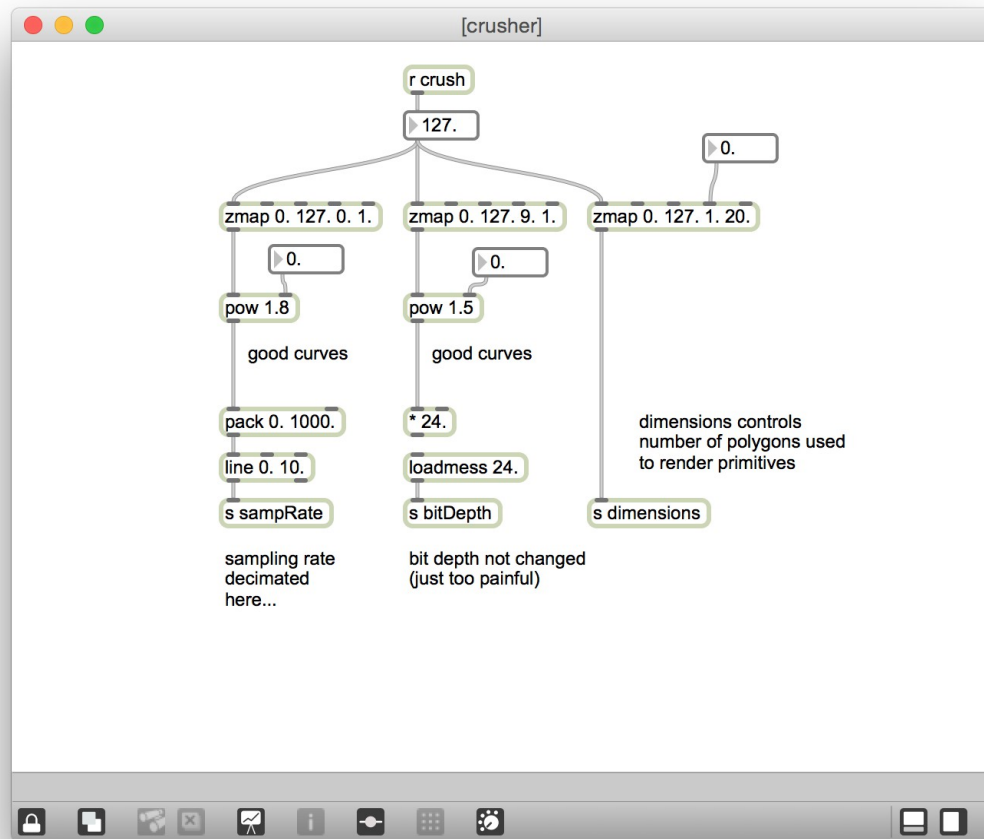 [crusher]
r crush
127.
0.
zmap 0. 127. 0. 1.
zmap 0. 127. 9. 1.
zmap 0. 127. 1. 20.
0.
0.
pow 1.8
pow 1.5
good curves
good curves
pack 0. 1000.
* 24.
dimensions controls
number of polygons used
to render primitives
line 0. 10.
loadmess 24.
s sampRate
s bitDepth
s dimensions
sampling rate
decimated
here...
bit depth not changed
(just too painful)